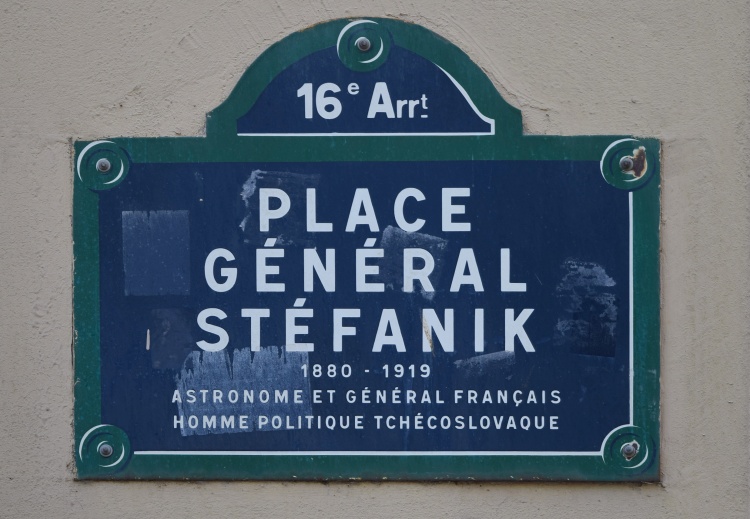 16e Arrt
PLACE
GÉNÉRAL
STÉFANIK
1880 - 1919
ASTRONOME ET GÉNÉRAL FRANÇAIS
HOMME POLITIQUE TCHÉCOSLOVAQUE